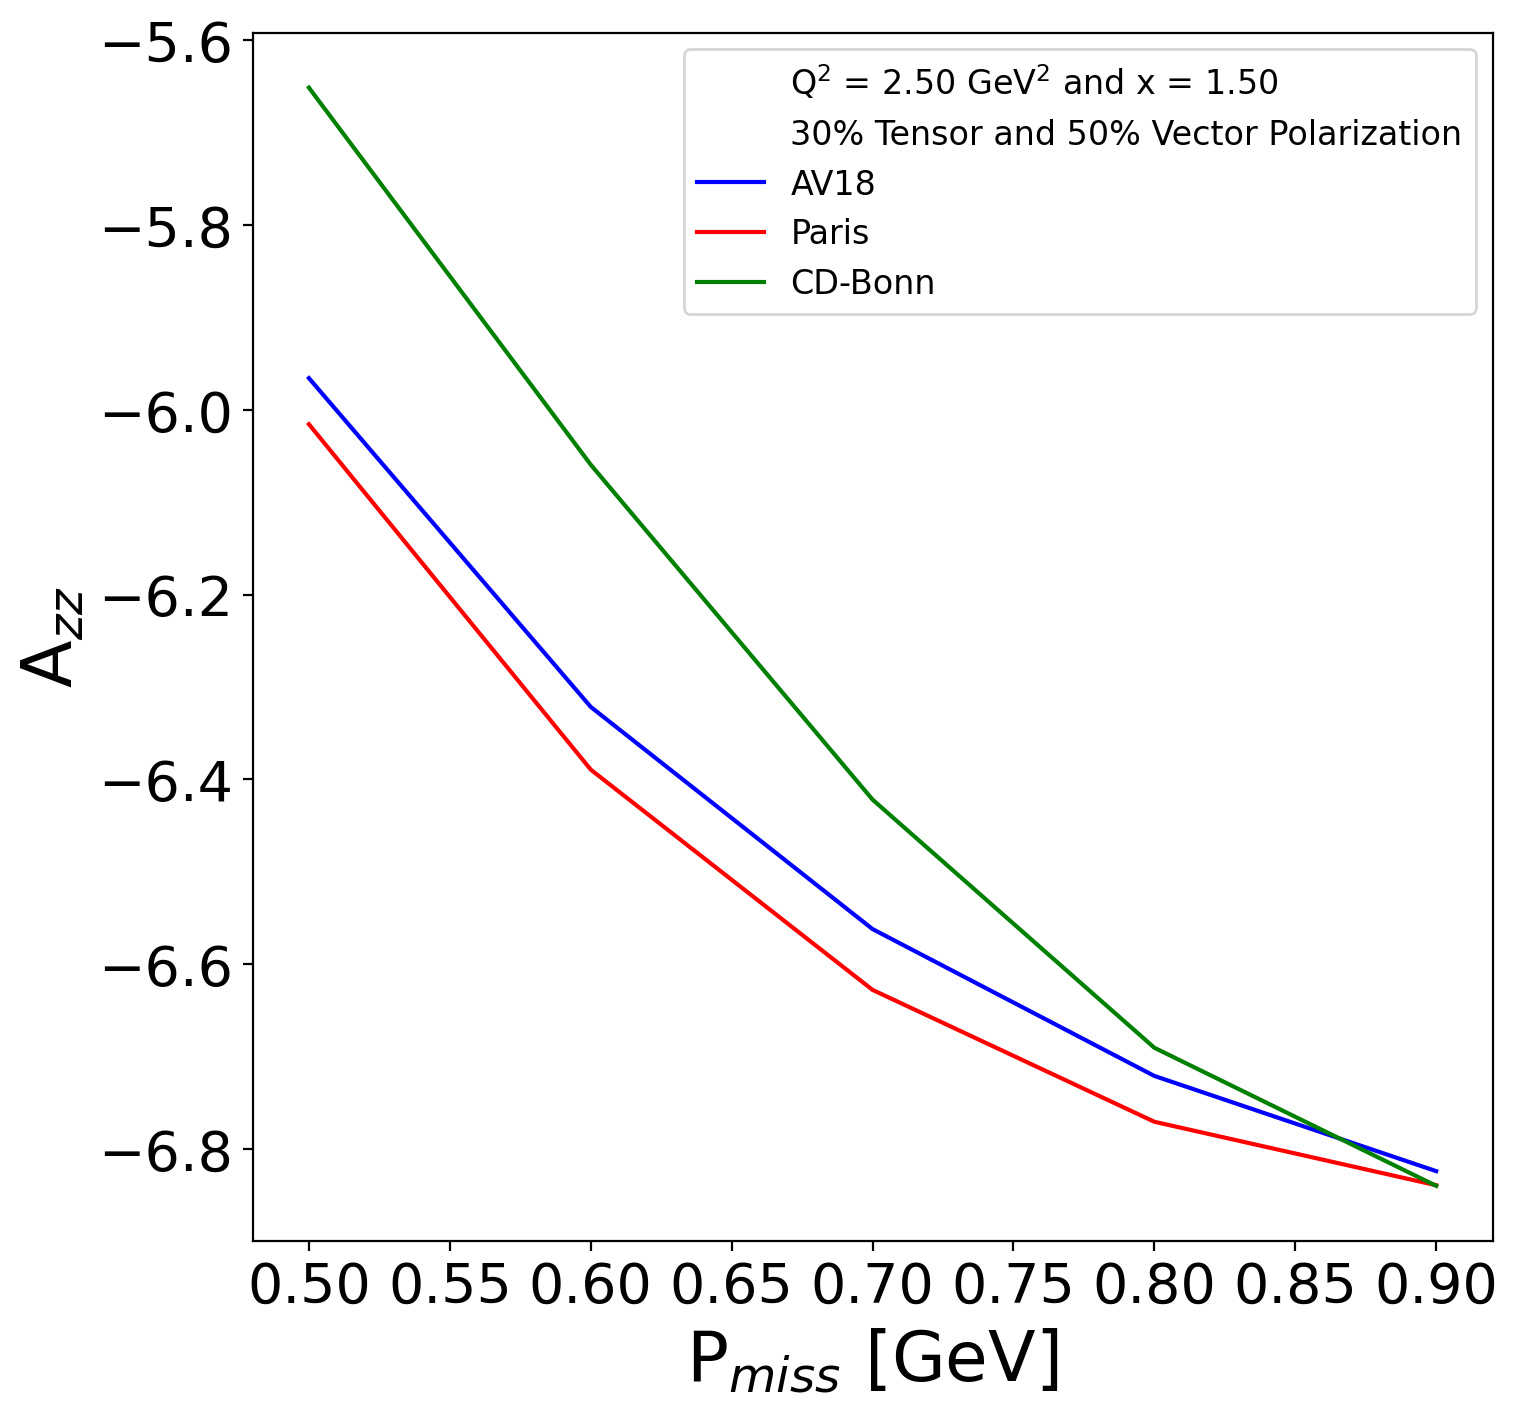 −5.6
−5.8
−6.0
−6.2
−6.4
−6.6
−6.8
A_zz
Q² = 2.50 GeV² and x = 1.50
30% Tensor and 50% Vector Polarization
AV18
Paris
CD-Bonn
0.50 0.55 0.60 0.65 0.70 0.75 0.80 0.85 0.90
P_miss [GeV]